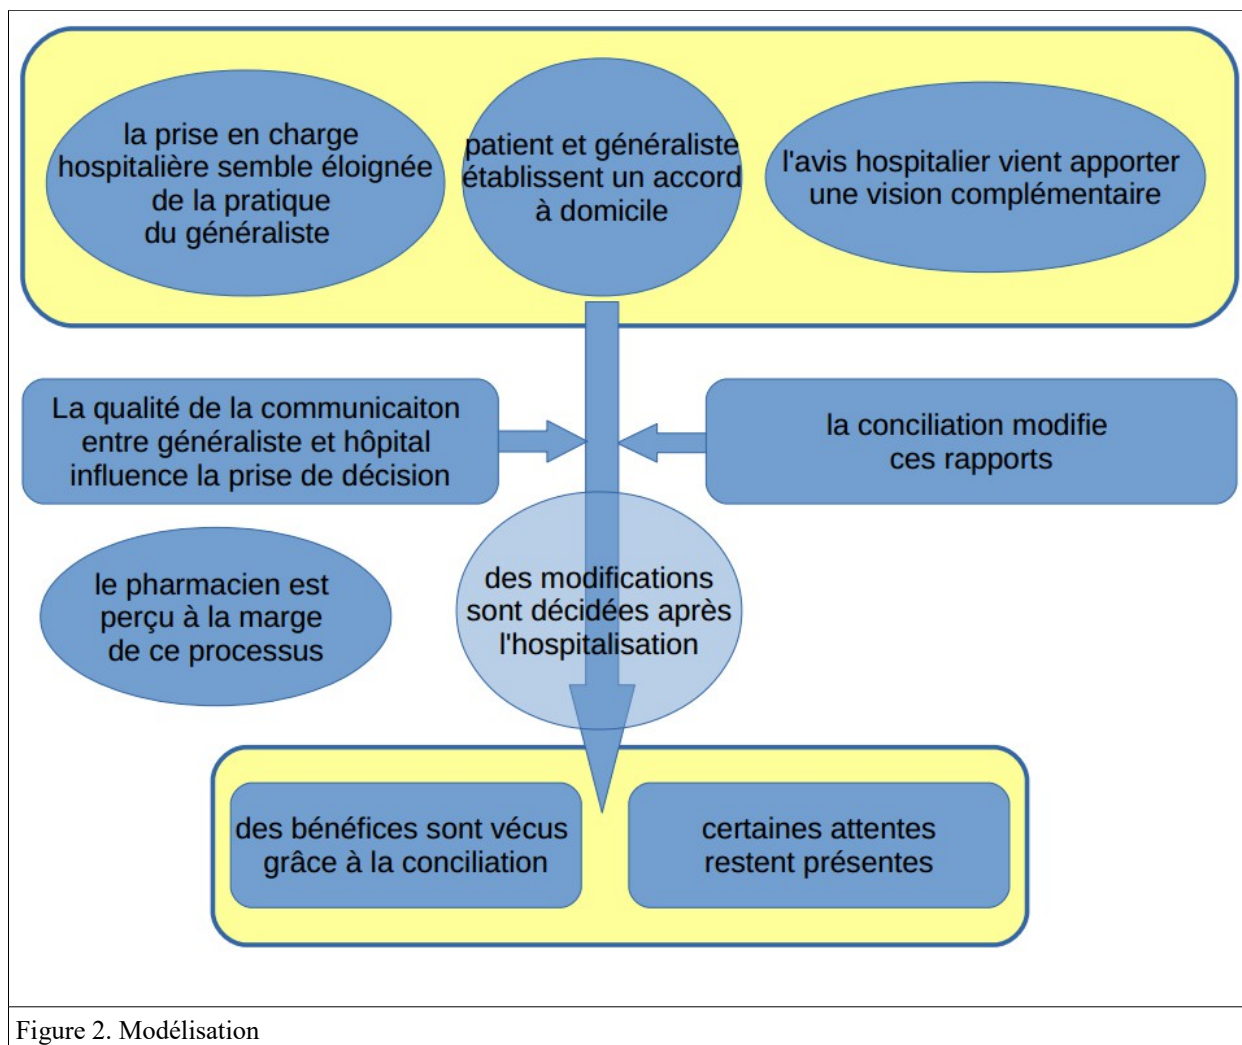 la prise en charge
hospitalière semble éloignée
de la pratique
du généraliste
patient et généraliste
établissent un accord
à domicile
l'avis hospitalier vient apporter
une vision complémentaire
La qualité de la communicaiton
entre généraliste et hôpital
influence la prise de décision
la conciliation modifie
ces rapports
le pharmacien est
perçu à la marge
de ce processus
des modifications
sont décidées après
l'hospitalisation
des bénéfices sont vécus
grâce à la conciliation
certaines attentes
restent présentes
Figure 2. Modélisation